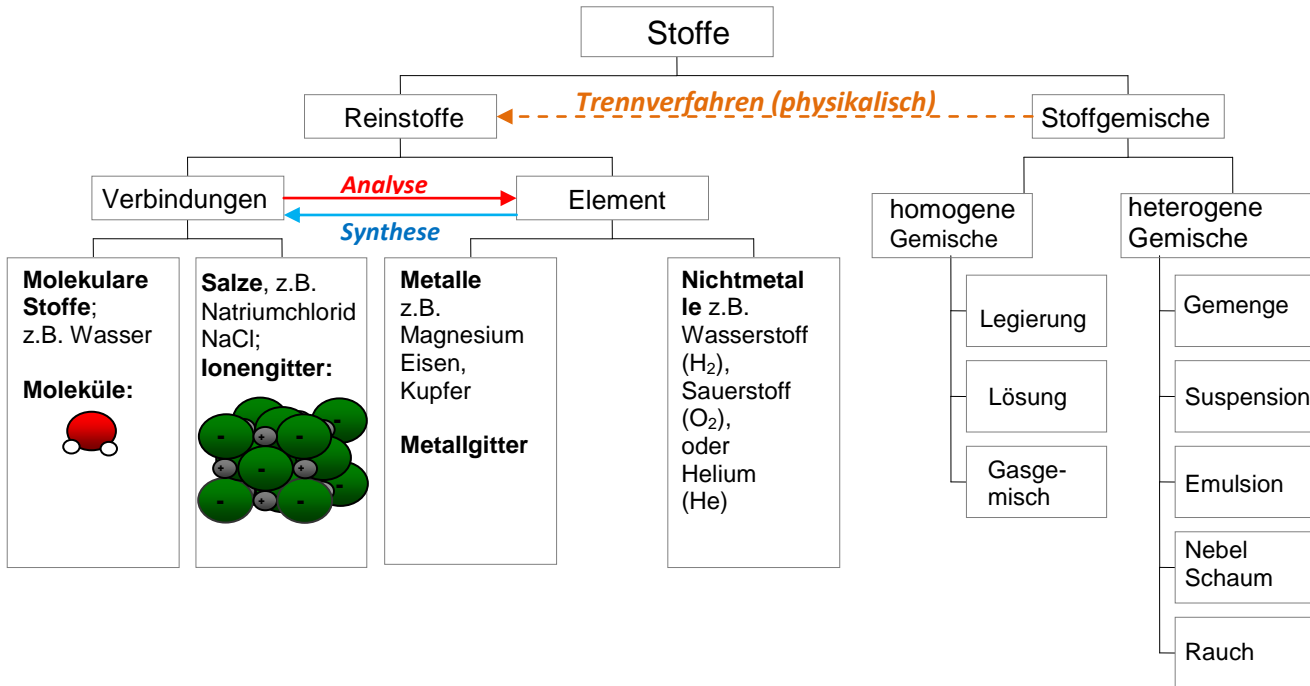 Stoffe
Trennverfahren (physikalisch)
Reinstoffe
Stoffgemische
Verbindungen
Analyse
Synthese
Element
homogene
Gemische
heterogene
Gemische
Molekulare
Stoffe;
z.B. Wasser
Moleküle:
Salze, z.B.
Natriumchlorid
NaCl;
Ionengitter:
- - + - - + - + - + - + -
Metalle
z.B.
Magnesium
Eisen,
Kupfer
Metallgitter
Nichtmetal
le z.B.
Wasserstoff
(H₂),
Sauerstoff
(O₂),
oder
Helium
(He)
Legierung
Lösung
Gasge-
misch
Gemenge
Suspension
Emulsion
Nebel
Schaum
Rauch